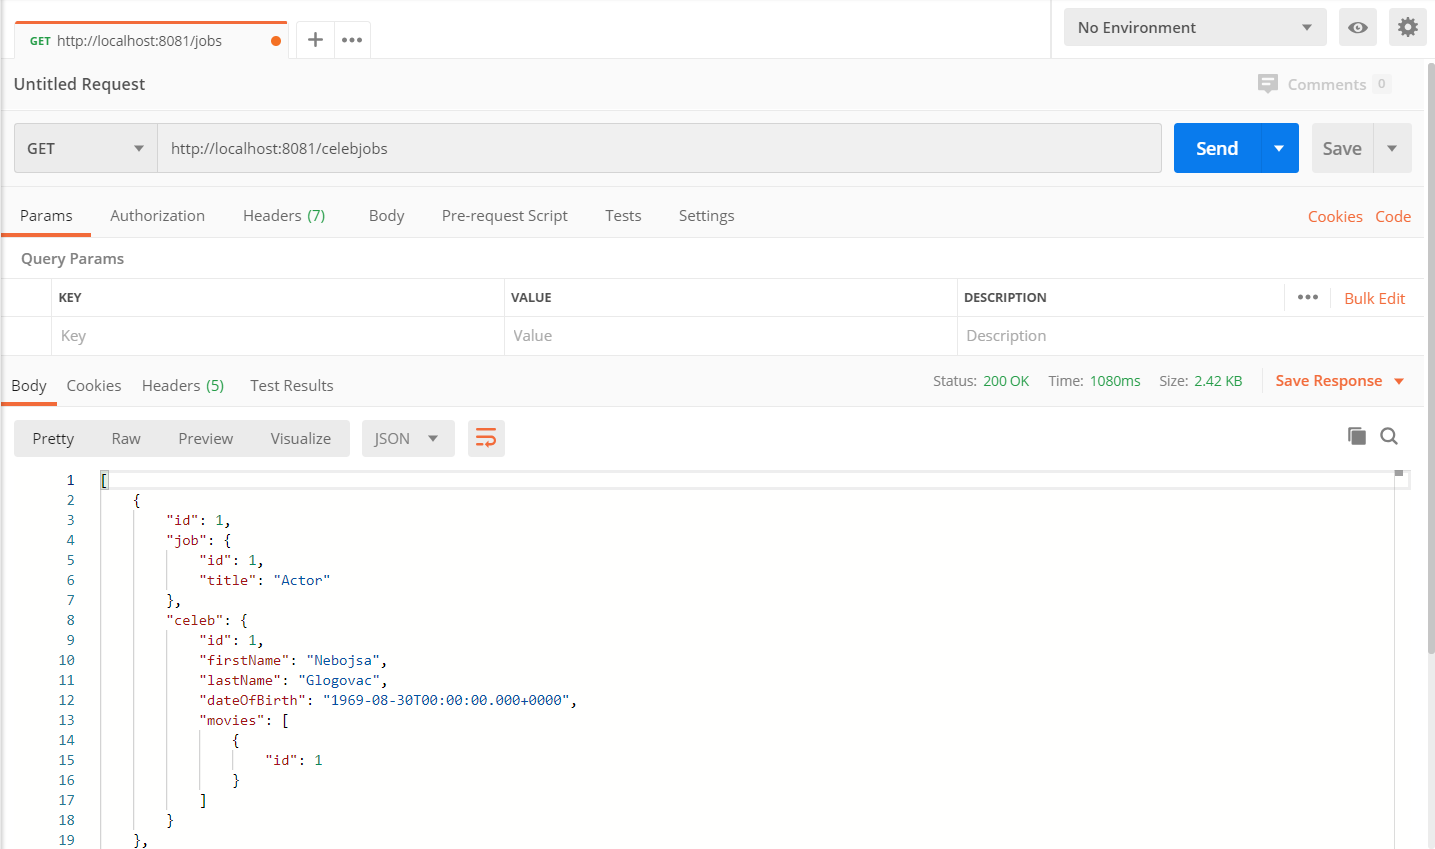 GET http://localhost:8081/jobs
No Environment
Untitled Request
Comments 0
GET http://localhost:8081/celebjobs Send Save
Params Authorization Headers (7) Body Pre-request Script Tests Settings Cookies Code
Query Params
KEY VALUE DESCRIPTION Bulk Edit
Key Value Description
Body Cookies Headers (5) Test Results Status: 200 OK Time: 1080ms Size: 2.42 KB Save Response
Pretty Raw Preview Visualize JSON
1 [
2 {
3 "id": 1,
4 "job": {
5 "id": 1,
6 "title": "Actor"
7 },
8 "celeb": {
9 "id": 1,
10 "firstName": "Nebojsa",
11 "lastName": "Glogovac",
12 "dateOfBirth": "1969-08-30T00:00:00.000+0000",
13 "movies": [
14 {
15 "id": 1
16 }
17 ]
18 }
19 },